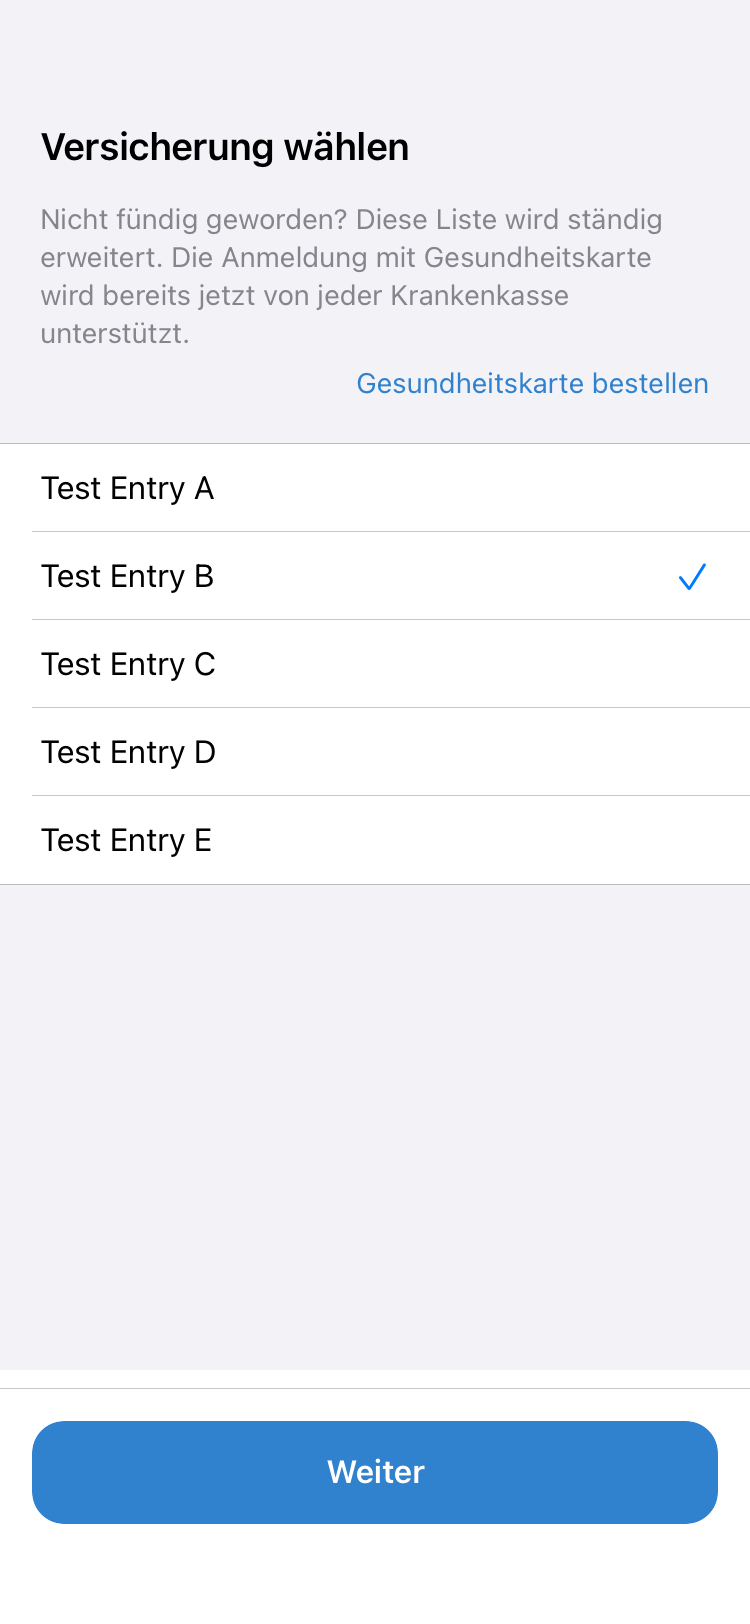 Versicherung wählen
Nicht fündig geworden? Diese Liste wird ständig
erweitert. Die Anmeldung mit Gesundheitskarte
wird bereits jetzt von jeder Krankenkasse
unterstützt.
Gesundheitskarte bestellen
Test Entry A
Test Entry B
Test Entry C
Test Entry D
Test Entry E
Weiter